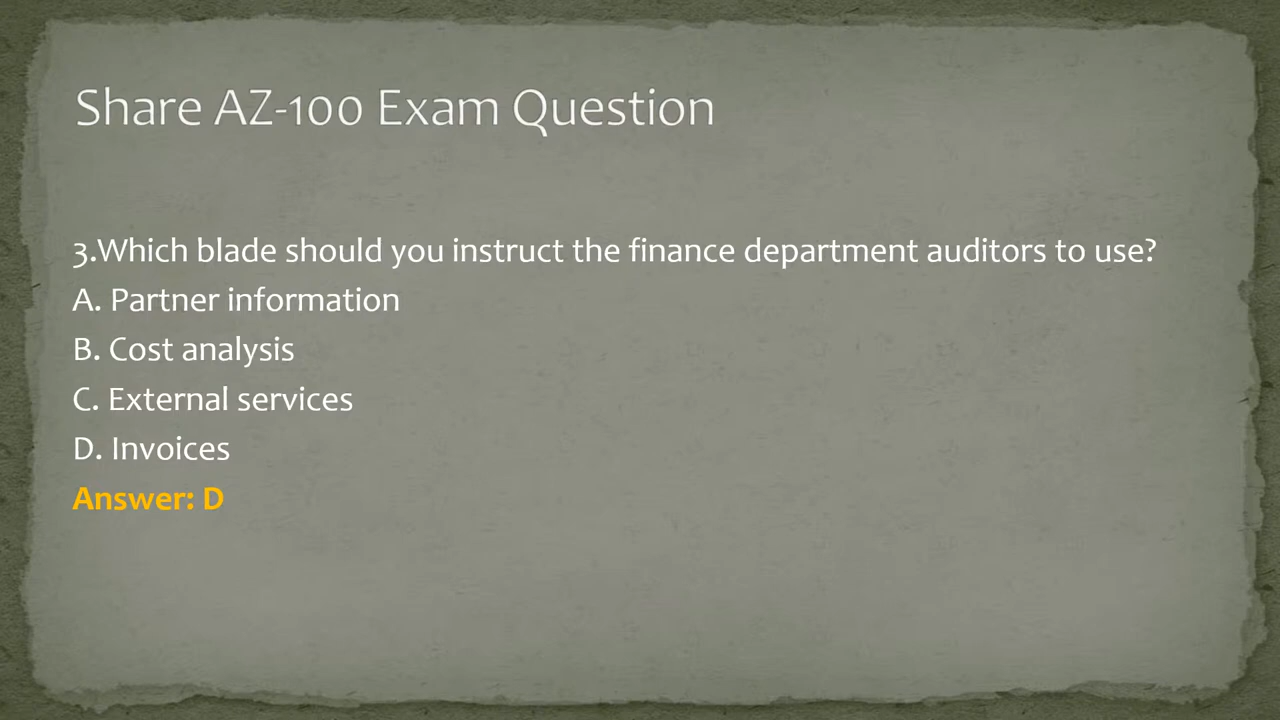 Share AZ-100 Exam Question
3.Which blade should you instruct the finance department auditors to use?
A. Partner information
B. Cost analysis
C. External services
D. Invoices
Answer: D